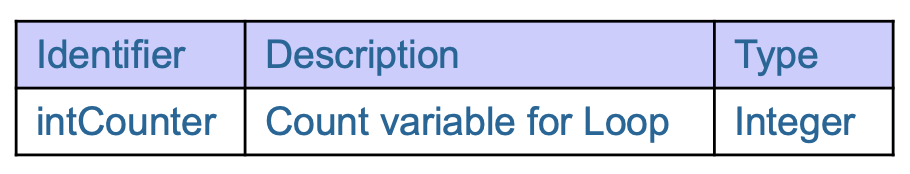 Identifier Description Type
intCounter Count variable for Loop Integer